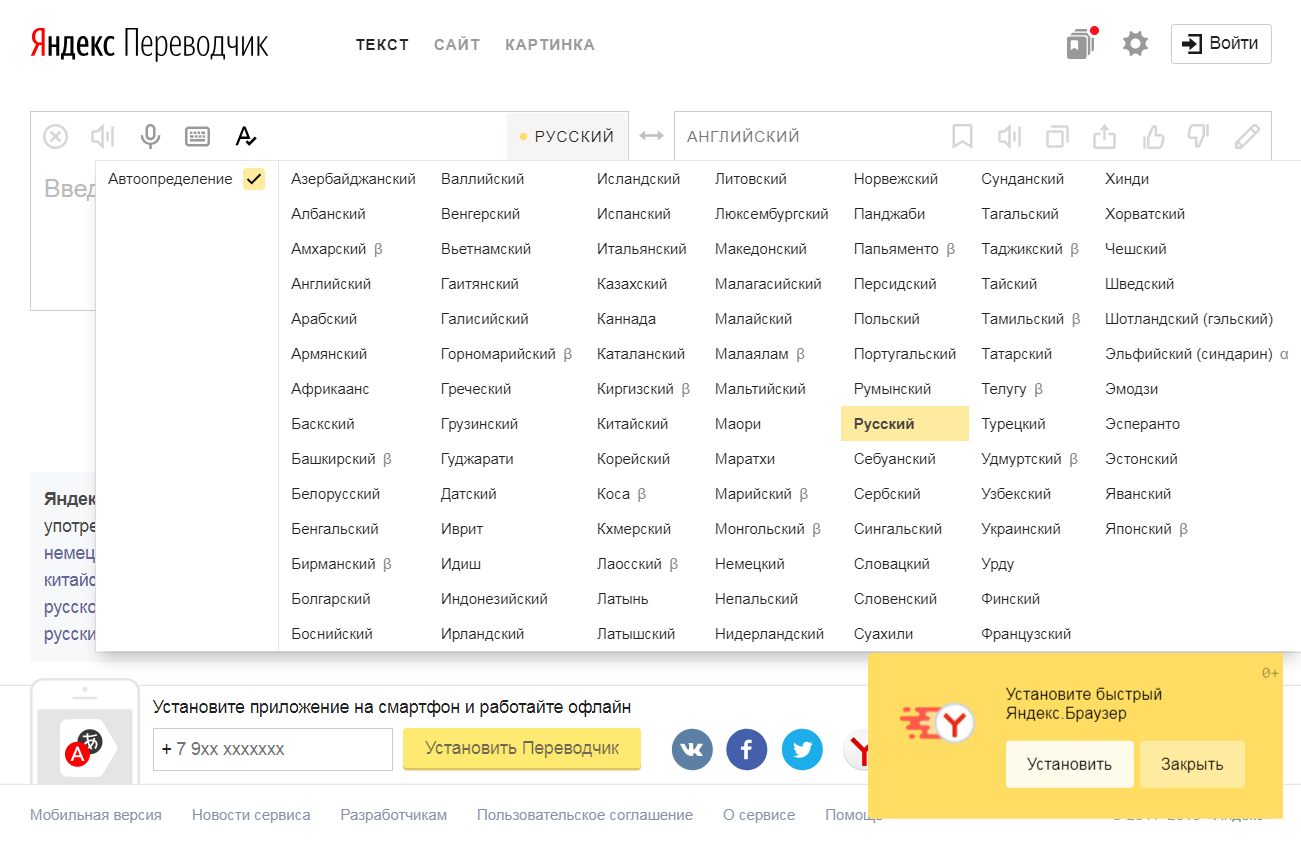 Яндекс Переводчик
ТЕКСТ САЙТ КАРТИНКА
Войти
РУССКИЙ
АНГЛИЙСКИЙ
Автоопределение
Азербайджанский Валлийский Исландский Литовский Норвежский Сунданский Хинди
Албанский Венгерский Испанский Люксембургский Панджаби Тагальский Хорватский
Амхарский β Вьетнамский Итальянский Македонский Папьяменто β Таджикский β Чешский
Английский Гаитянский Казахский Малагасийский Персидский Тайский Шведский
Арабский Галисийский Каннада Малайский Польский Тамильский β Шотландский (гэльский)
Армянский Горномарийский β Каталанский Малаялам β Португальский Татарский Эльфийский (синдарин) α
Африкаанс Греческий Киргизский β Мальтийский Румынский Телугу β Эмодзи
Баскский Грузинский Китайский Маори Русский Турецкий Эсперанто
Башкирский β Гуджарати Корейский Маратхи Себуанский Удмуртский β Эстонский
Белорусский Датский Коса β Марийский β Сербский Узбекский Яванский
Бенгальский Иврит Кхмерский Монгольский β Сингальский Украинский Японский β
Бирманский β Идиш Лаосский β Немецкий Словацкий Урду
Болгарский Индонезийский Латынь Непальский Словенский Финский
Боснийский Ирландский Латышский Нидерландский Суахили Французский
Введ
Яндек
употре
немец
китайс
русско
русски
Установите приложение на смартфон и работайте офлайн
+ 7 9xx xxxxxxx
Установить Переводчик
0+
Установите быстрый
Яндекс.Браузер
Установить Закрыть
Мобильная версия Новости сервиса Разработчикам Пользовательское соглашение О сервисе Помощь